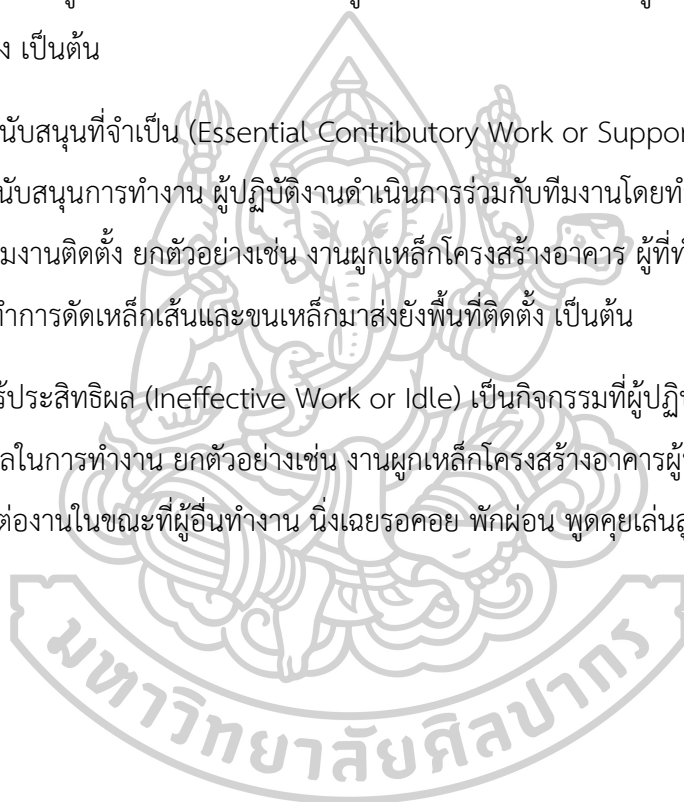 ง เป็นต้น
นับสนุนที่จำเป็น (Essential Contributory Work or Suppor
นับสนุนการทำงาน ผู้ปฏิบัติงานดำเนินการร่วมกับทีมงานโดยทำ
มงานติดตั้ง ยกตัวอย่างเช่น งานผูกเหล็กโครงสร้างอาคาร ผู้ที่ทำ
ทำการดัดเหล็กเส้นและขนเหล็กมาส่งยังพื้นที่ติดตั้ง เป็นต้น
ร้ประสิทธิผล (Ineffective Work or Idle) เป็นกิจกรรมที่ผู้ปฏิบ
ลในการทำงาน ยกตัวอย่างเช่น งานผูกเหล็กโครงสร้างอาคารผู้
ต่องานในขณะที่ผู้อื่นทำงาน นิ่งเฉยรอคอย พักผ่อน พูดคุยเล่น
มหาวิทยาลัยศิลปากร